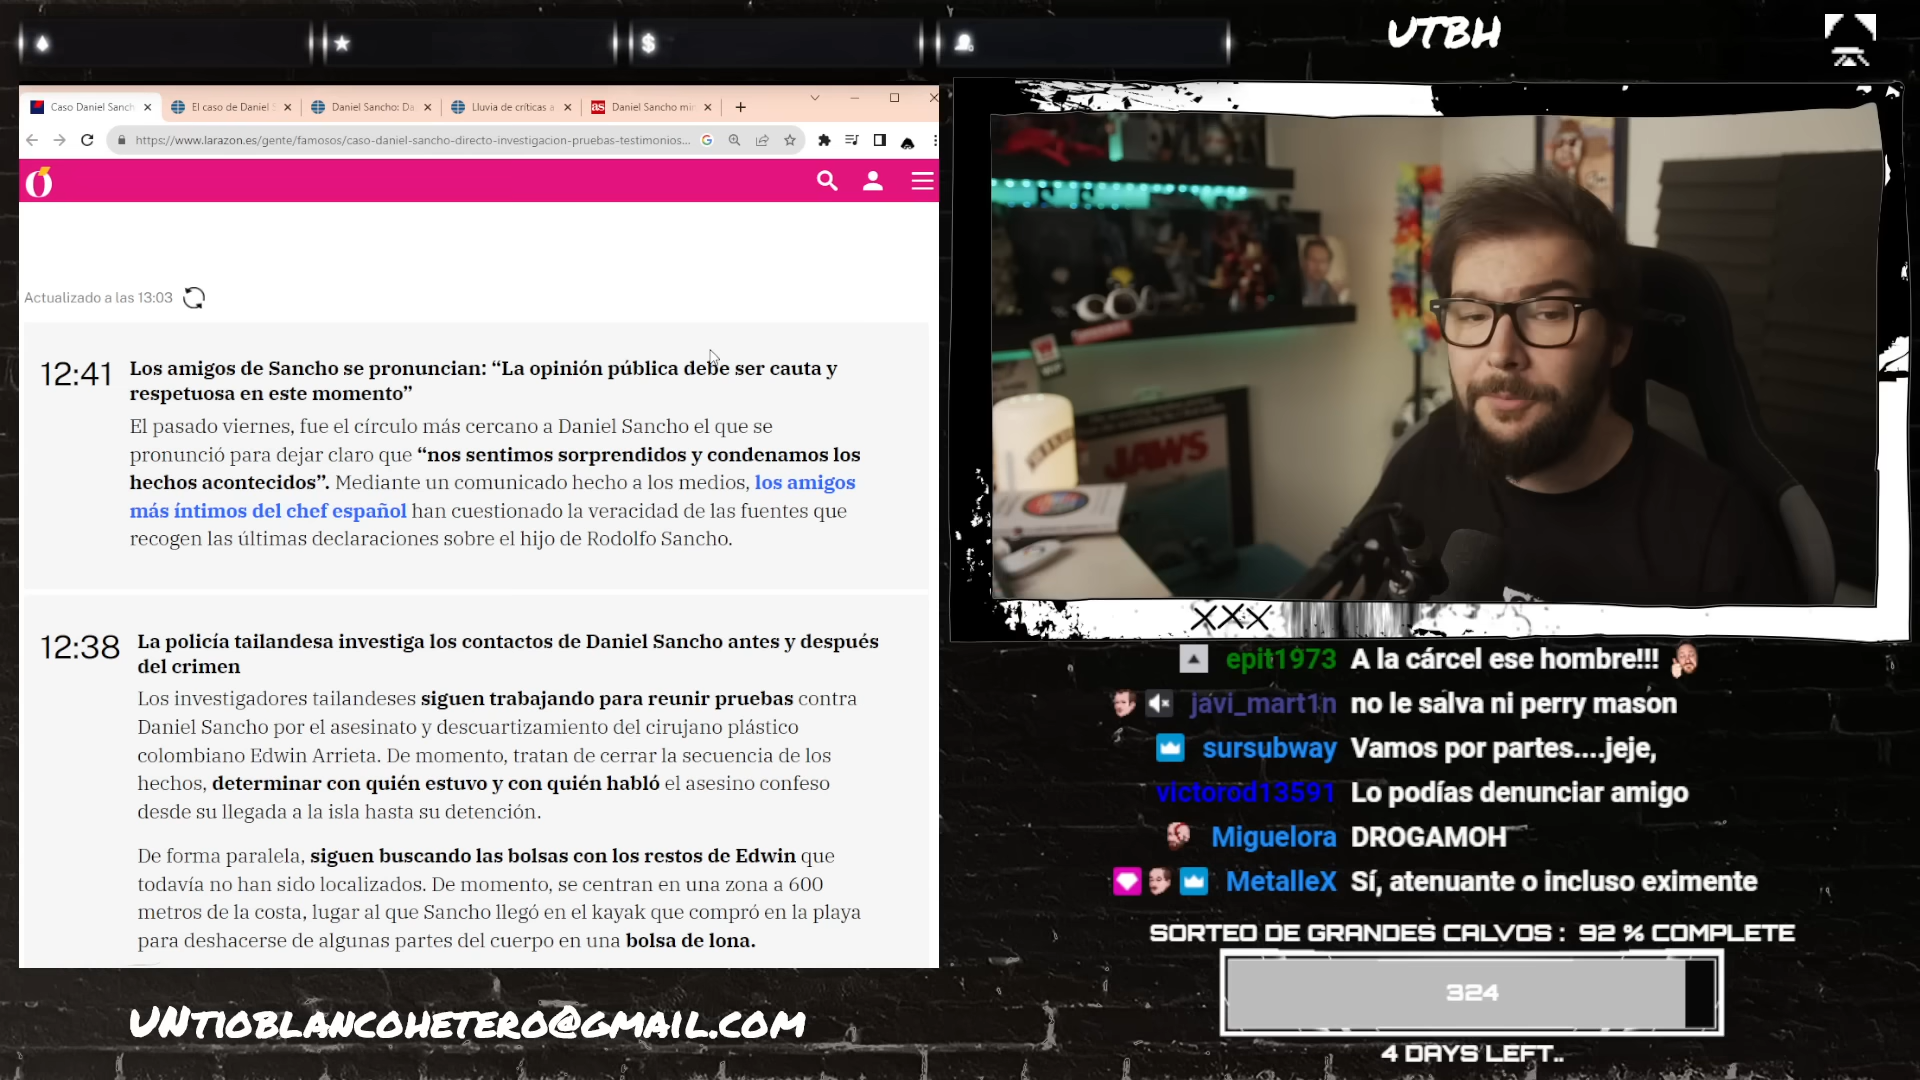 UTBH
Caso Daniel Sanch
El caso de Daniel S
Daniel Sancho: Da
Lluvia de críticas a
as
Daniel Sancho min
https://www.larazon.es/gente/famosos/caso-daniel-sancho-directo-investigacion-pruebas-testimonios...
Actualizado a las 13:03
12:41
Los amigos de Sancho se pronuncian: “La opinión pública debe ser cauta y
respetuosa en este momento”
El pasado viernes, fue el círculo más cercano a Daniel Sancho el que se
pronunció para dejar claro que “nos sentimos sorprendidos y condenamos los
hechos acontecidos”. Mediante un comunicado hecho a los medios, los amigos
más íntimos del chef español han cuestionado la veracidad de las fuentes que
recogen las últimas declaraciones sobre el hijo de Rodolfo Sancho.
12:38
La policía tailandesa investiga los contactos de Daniel Sancho antes y después
del crimen
Los investigadores tailandeses siguen trabajando para reunir pruebas contra
Daniel Sancho por el asesinato y descuartizamiento del cirujano plástico
colombiano Edwin Arrieta. De momento, tratan de cerrar la secuencia de los
hechos, determinar con quién estuvo y con quién habló el asesino confeso
desde su llegada a la isla hasta su detención.
De forma paralela, siguen buscando las bolsas con los restos de Edwin que
todavía no han sido localizados. De momento, se centran en una zona a 600
metros de la costa, lugar al que Sancho llegó en el kayak que compró en la playa
para deshacerse de algunas partes del cuerpo en una bolsa de lona.
JAWS
XXX
epit1973 A la cárcel ese hombre!!!
javi_mart1n no le salva ni perry mason
sursubway Vamos por partes....jeje,
victorod13591 Lo podías denunciar amigo
Miguelora DROGAMOH
MetalleX Sí, atenuante o incluso eximente
SORTEO DE GRANDES CALVOS : 92 % COMPLETE
324
4 DAYS LEFT..
UNTIOBLANCOHETERO@GMAIL.COM